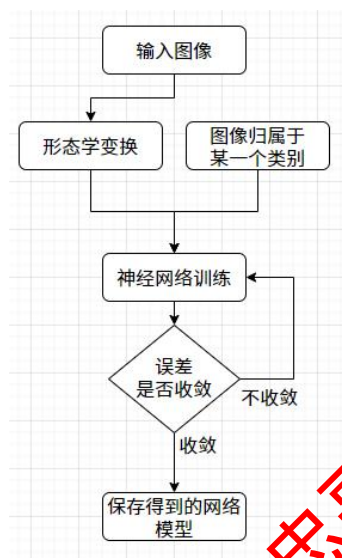 输入图像
形态学变换
图像归属于
某一个类别
神经网络训练
误差
是否收敛
不收敛
收敛
保存得到的网络
模型